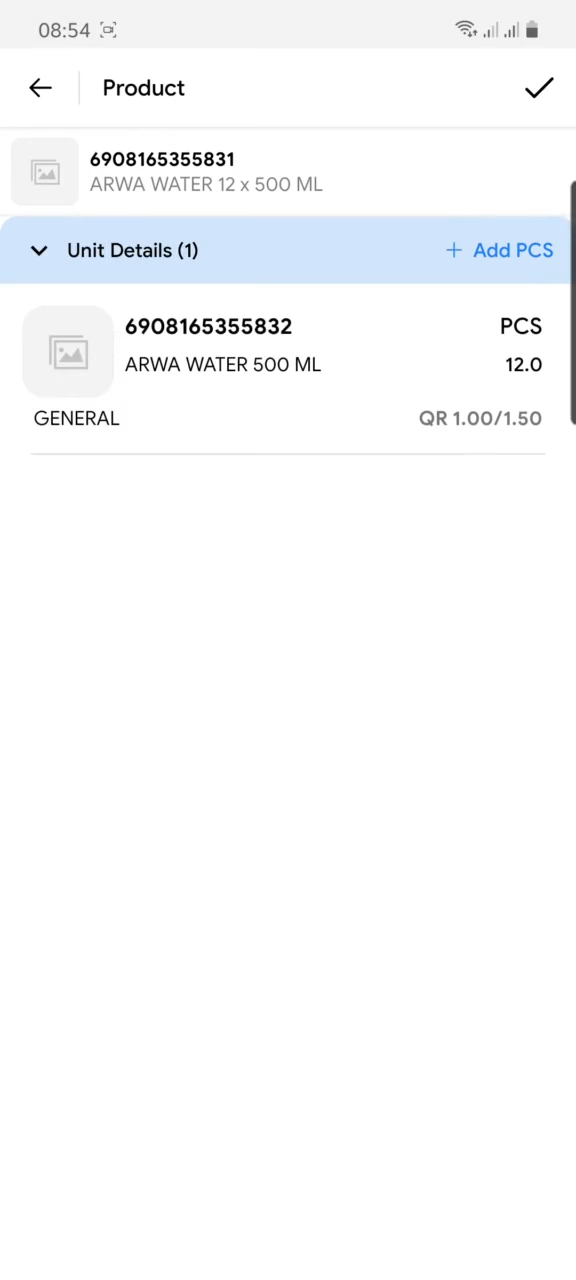 08:54
Product
6908165355831
ARWA WATER 12 x 500 ML
Unit Details (1)
+ Add PCS
6908165355832
PCS
ARWA WATER 500 ML
12.0
GENERAL
QR 1.00/1.50